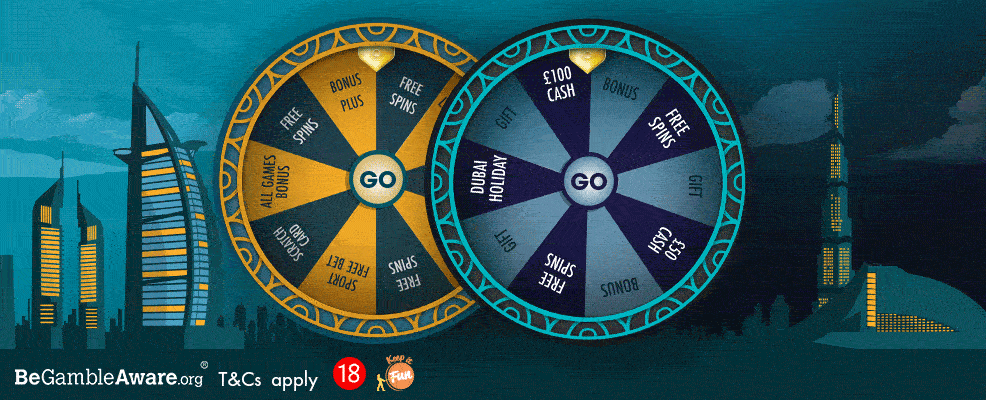 BONUS
PLUS
FREE
SPINS
FREE
SPINS
ALL GAMES
BONUS
SCRATCH
CARD
SPORT
FREE BET
FREE
SPINS
GO
£100
CASH
BONUS
FREE
SPINS
GIFT
£50
CASH
BONUS
FREE
SPINS
GIFT
DUBAI
HOLIDAY
GIFT
GO
BeGambleAware.org®
T&Cs apply
18
Keep it
Fun